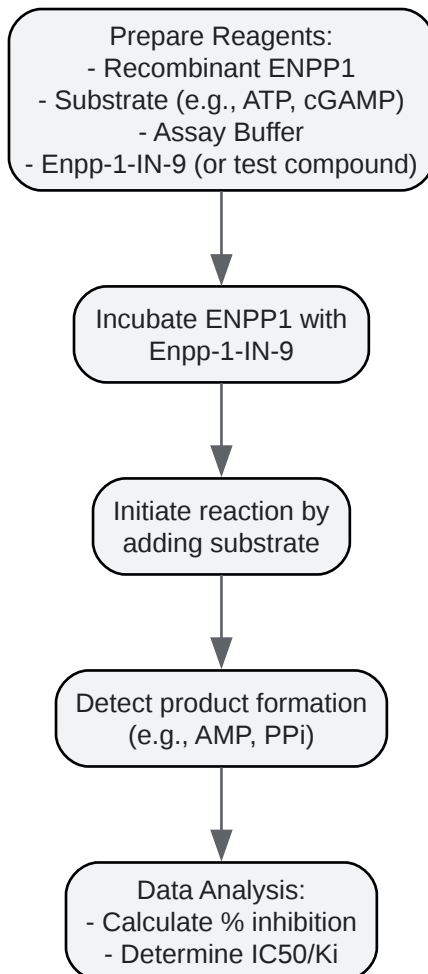 Prepare Reagents:
- Recombinant ENPP1
- Substrate (e.g., ATP, cGAMP)
- Assay Buffer
- Enpp-1-IN-9 (or test compound)
Incubate ENPP1 with
Enpp-1-IN-9
Initiate reaction by
adding substrate
Detect product formation
(e.g., AMP, PPi)
Data Analysis:
- Calculate % inhibition
- Determine IC50/Ki